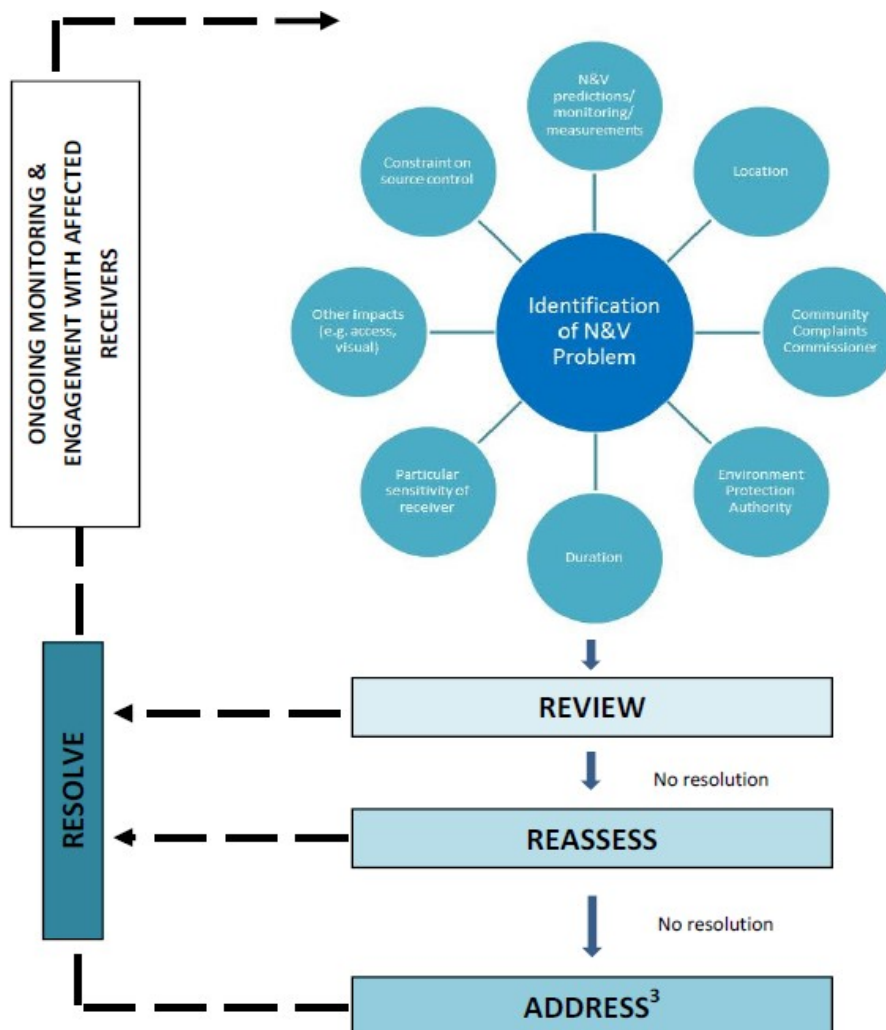 ONGOING MONITORING &
ENGAGEMENT WITH AFFECTED
RECEIVERS
N&V
predictions/
monitoring/
measurements
Constraint on
source control
Location
Other impacts
(e.g. access,
visual)
Identification
of N&V
Problem
Community
Complaints
Commissioner
Particular
sensitivity of
receiver
Environment
Protection
Authority
Duration
RESOLVE
REVIEW
No resolution
REASSESS
No resolution
ADDRESS³